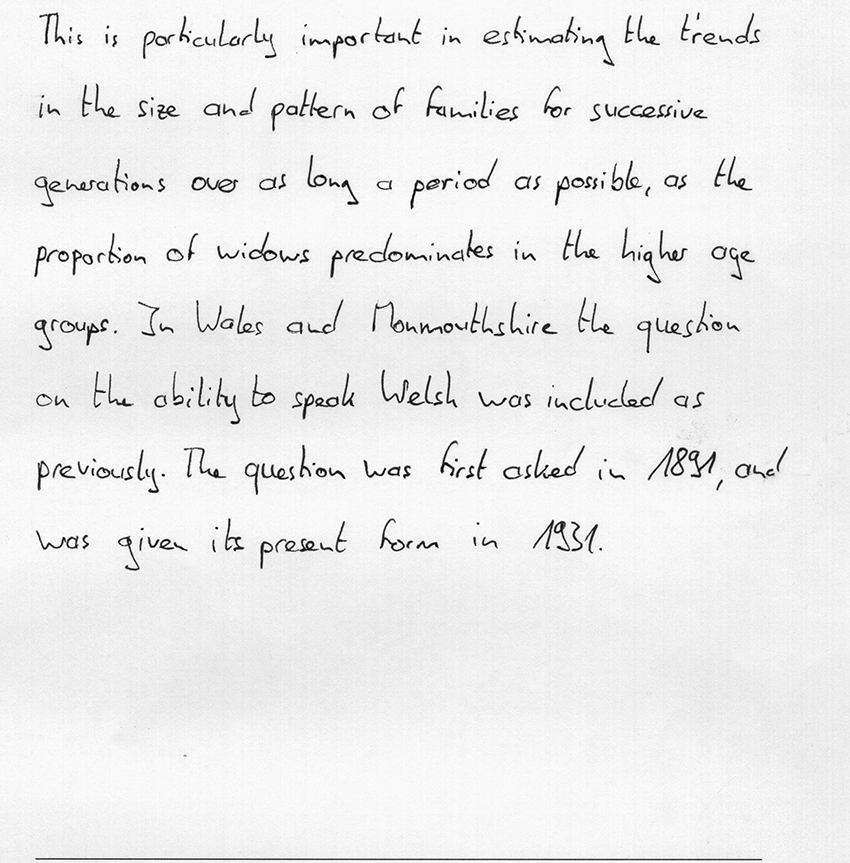 This is particularly important in estimating the trends
in the size and pattern of families for successive
generations over as long a period as possible, as the
proportion of widows predominates in the higher age
groups. In Wales and Monmouthshire the question
on the ability to speak Welsh was included as
previously. The question was first asked in 1891, and
was given its present form in 1931.